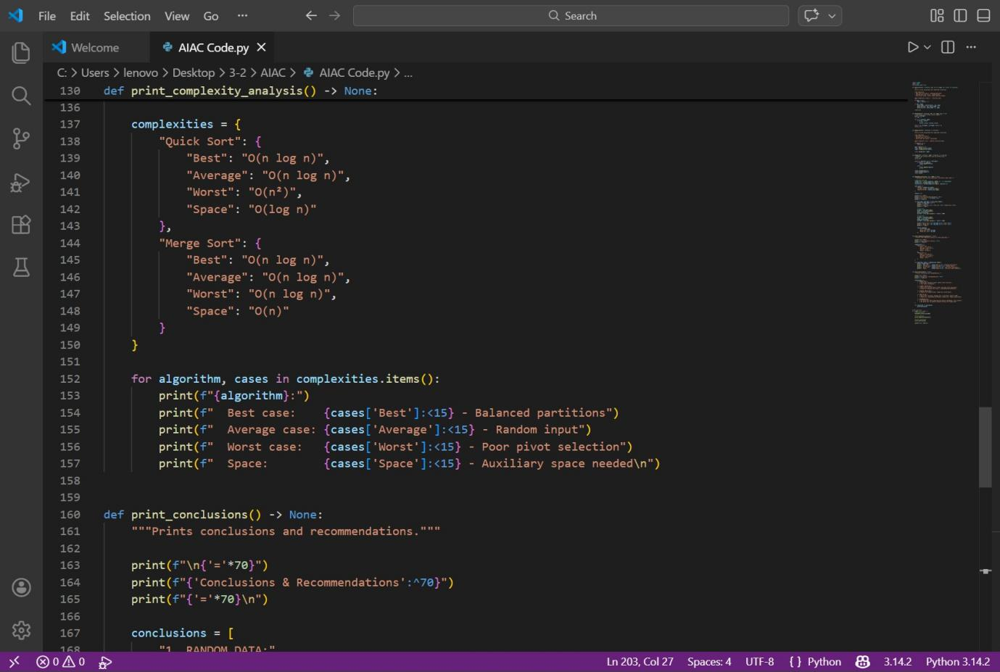 File Edit Selection View Go ··· Search
Welcome AIAC Code.py
C: > Users > lenovo > Desktop > 3-2 > AIAC > AIAC Code.py > ...
130 def print_complexity_analysis() -> None:
136
137 complexities = {
138 "Quick Sort": {
139 "Best": "O(n log n)",
140 "Average": "O(n log n)",
141 "Worst": "O(n²)",
142 "Space": "O(log n)"
143 },
144 "Merge Sort": {
145 "Best": "O(n log n)",
146 "Average": "O(n log n)",
147 "Worst": "O(n log n)",
148 "Space": "O(n)"
149 }
150 }
151
152 for algorithm, cases in complexities.items():
153 print(f"{algorithm}:")
154 print(f"  Best case:    {cases['Best']:<15} - Balanced partitions")
155 print(f"  Average case: {cases['Average']:<15} - Random input")
156 print(f"  Worst case:   {cases['Worst']:<15} - Poor pivot selection")
157 print(f"  Space:        {cases['Space']:<15} - Auxiliary space needed\n")
158
159
160 def print_conclusions() -> None:
161 """Prints conclusions and recommendations."""
162
163 print(f"\n{'='*70}")
164 print(f"{'Conclusions & Recommendations':^70}")
165 print(f"{'='*70}\n")
166
167 conclusions = [
168 "1. RANDOM DATA:"
0 0 Ln 203, Col 27 Spaces: 4 UTF-8 { } Python 3.14.2 Python 3.14.2